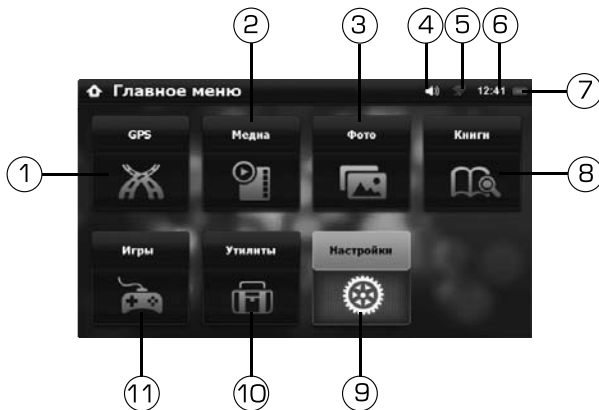 2 3 4 5 6
Главное меню 12:41 7
GPS Медиа Фото Книги
1 8
Игры Утилиты Настройки
11 10 9